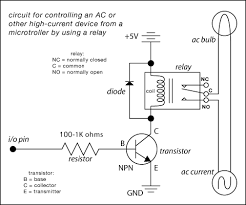 circuit for controlling an AC or
other high-current device from a
microtroller by using a relay
relay:
NC = normally closed
C = common
NO = normally open
+5V
ac bulb
relay
NC
C
NO
diode
coil
100-1K ohms
i/o pin
resistor
B
C
E
transistor
NPN
transistor:
B = base
C = collector
E = transmitter
GND
ac current